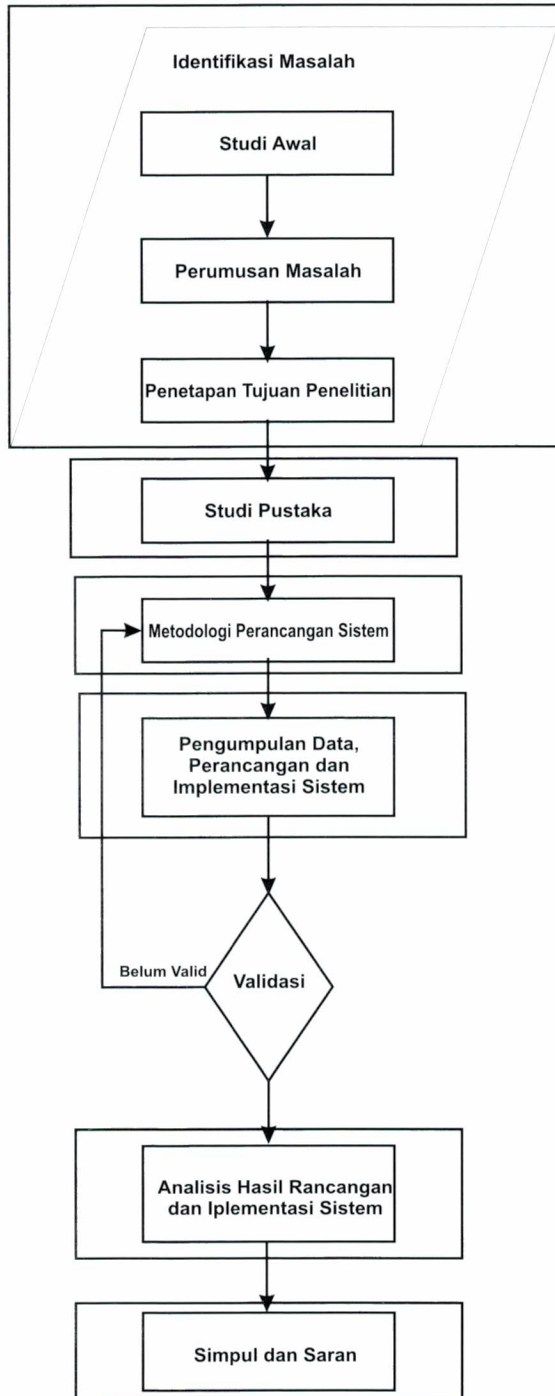 Identifikasi Masalah
Studi Awal
Perumusan Masalah
Penetapan Tujuan Penelitian
Studi Pustaka
Metodologi Perancangan Sistem
Pengumpulan Data,
Perancangan dan
Implementasi Sistem
Belum Valid
Validasi
Analisis Hasil Rancangan
dan Iplementasi Sistem
Simpul dan Saran